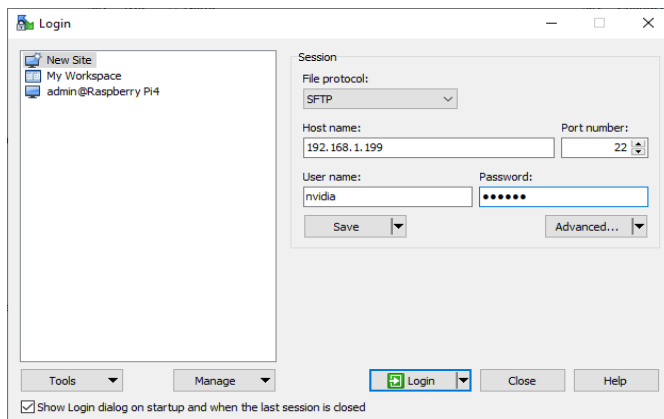 Login
New Site
My Workspace
admin@Raspberry Pi4
Session
File protocol:
SFTP
Host name:
Port number:
192.168.1.199
22
User name:
Password:
nvidia
••••••
Save
Advanced...
Tools
Manage
Login
Close
Help
Show Login dialog on startup and when the last session is closed